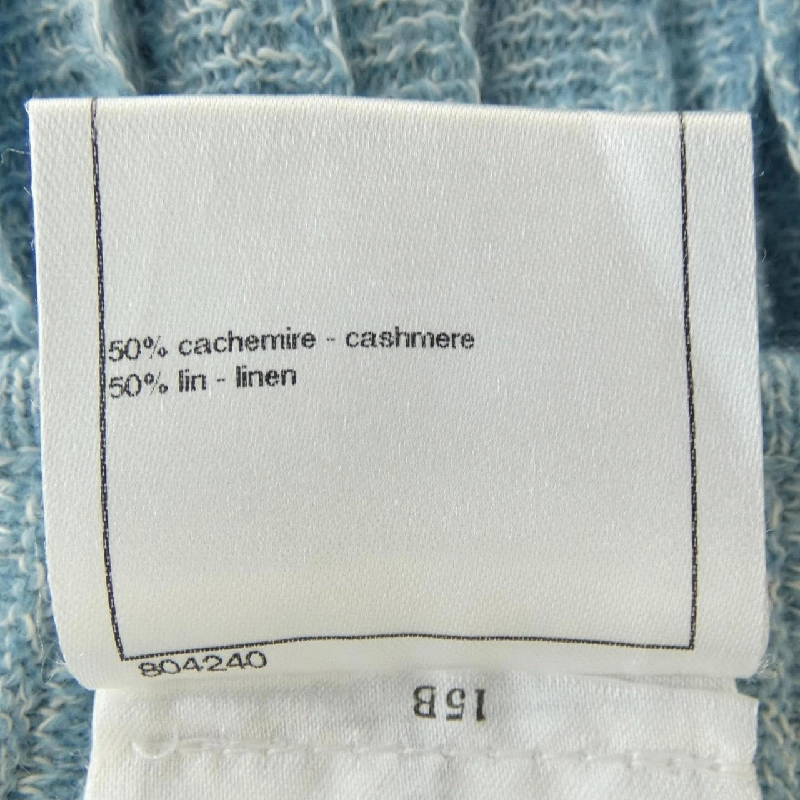 50% cachemire - cashmere
50% lin - linen
804240
15B